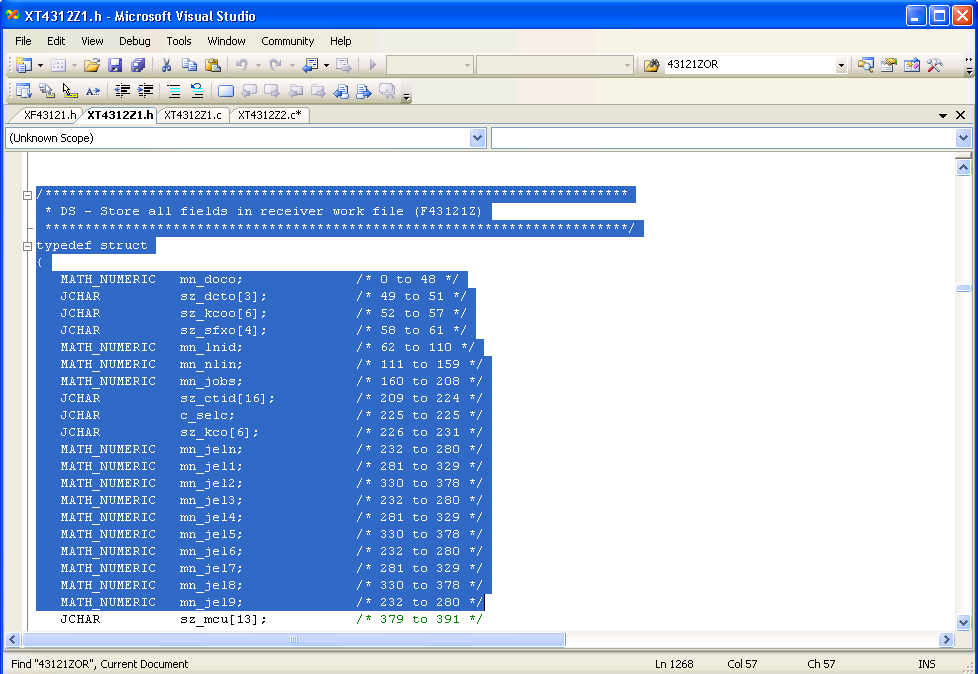 XT4312Z1.h - Microsoft Visual Studio
File Edit View Debug Tools Window Community Help
43121ZOR
XF43121.h XT4312Z1.h XT4312Z1.c XT4312Z2.c*
(Unknown Scope)
/*************************************************************************
* DS - Store all fields in receiver work file (F43121Z)
*************************************************************************/
typedef struct
{
MATH_NUMERIC mn_doco; /* 0 to 48 */
JCHAR sz_dcto[3]; /* 49 to 51 */
JCHAR sz_kcoo[6]; /* 52 to 57 */
JCHAR sz_sfxo[4]; /* 58 to 61 */
MATH_NUMERIC mn_lnid; /* 62 to 110 */
MATH_NUMERIC mn_nlin; /* 111 to 159 */
MATH_NUMERIC mn_jobs; /* 160 to 208 */
JCHAR sz_ctid[16]; /* 209 to 224 */
JCHAR c_selc; /* 225 to 225 */
JCHAR sz_kco[6]; /* 226 to 231 */
MATH_NUMERIC mn_jeln; /* 232 to 280 */
MATH_NUMERIC mn_jel1; /* 281 to 329 */
MATH_NUMERIC mn_jel2; /* 330 to 378 */
MATH_NUMERIC mn_jel3; /* 232 to 280 */
MATH_NUMERIC mn_jel4; /* 281 to 329 */
MATH_NUMERIC mn_jel5; /* 330 to 378 */
MATH_NUMERIC mn_jel6; /* 232 to 280 */
MATH_NUMERIC mn_jel7; /* 281 to 329 */
MATH_NUMERIC mn_jel8; /* 330 to 378 */
MATH_NUMERIC mn_jel9; /* 232 to 280 */
JCHAR sz_mcu[13]; /* 379 to 391 */
Find "43121ZOR", Current Document Ln 1268 Col 57 Ch 57 INS